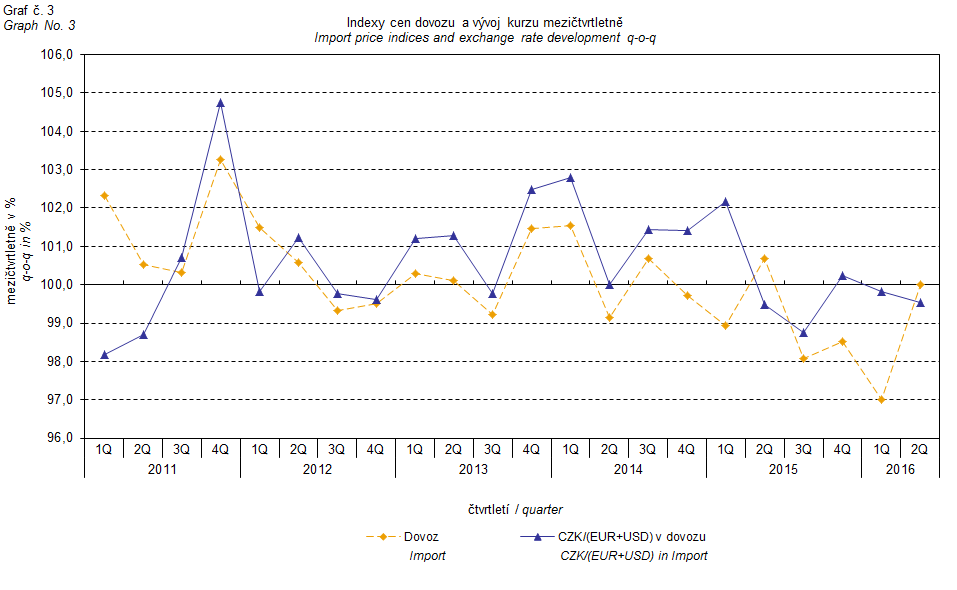 Graf č. 3
Graph No. 3
Indexy cen dovozu a vývoj kurzu mezičtvrtletně
Import price indices and exchange rate development q-o-q
mezičtvrtletně v %
q-o-q in %
106,0
105,0
104,0
103,0
102,0
101,0
100.0
99,0
98,0
97,0
96,0
1Q 2Q 3Q 4Q 1Q 2Q 3Q 4Q 1Q 2Q 3Q 4Q 1Q 2Q 3Q 4Q 1Q 2Q 3Q 4Q 1Q 2Q
2011 2012 2013 2014 2015 2016
čtvrtletí / quarter
Dovoz CZK/(EUR+USD) v dovozu
Import CZK/(EUR+USD) in Import